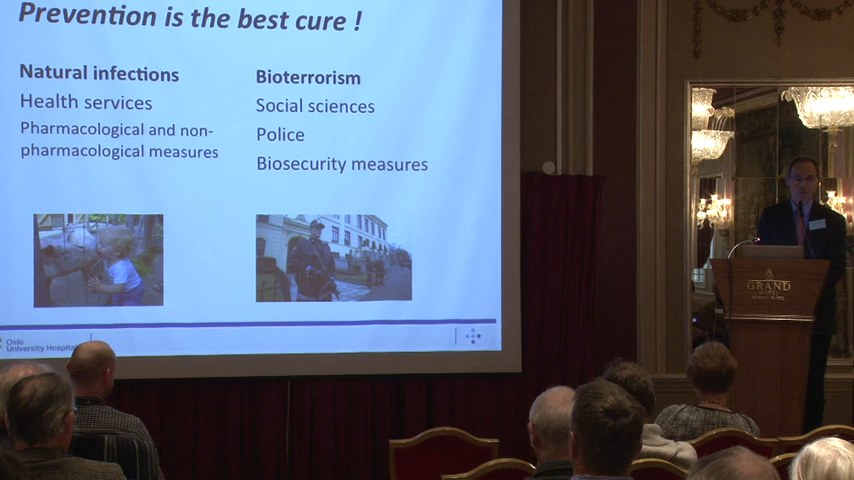 Prevention is the best cure !
Natural infections
Health services
Pharmacological and non-
pharmacological measures
Bioterrorism
Social sciences
Police
Biosecurity measures
Oslo
University Hospital
GRAND
HOTEL